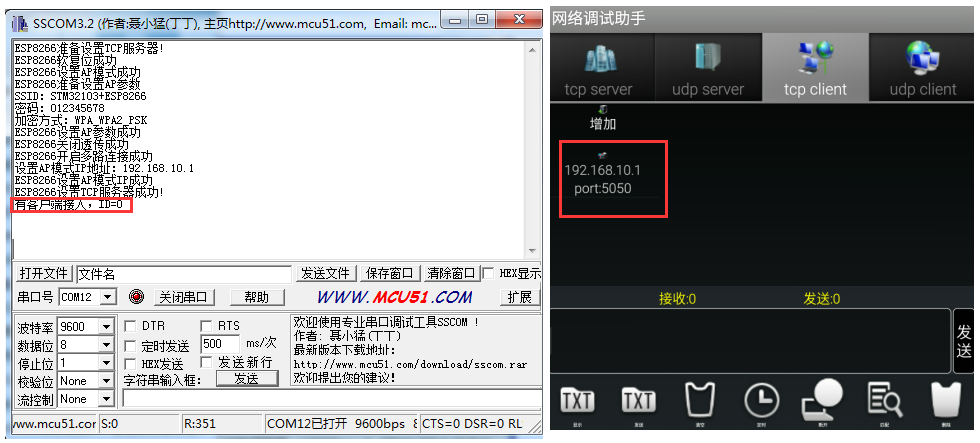 SSCOM3.2 (作者:聂小猛(丁丁), 主页http://www.mcu51.com,  Email: mc...
ESP8266准备设置TCP服务器!
ESP8266软复位成功
ESP8266设置AP模式成功
ESP8266准备设置AP参数
SSID: STM32103+ESP8266
密码: 012345678
加密方式: WPA_WPA2_PSK
ESP8266设置AP参数成功
ESP8266关闭透传成功
ESP8266开启多路连接成功
设置AP模式IP地址: 192.168.10.1
ESP8266设置AP模式IP成功
ESP8266设置TCP服务器成功!
有客户端接入, ID=0
打开文件 文件名 发送文件 保存窗口 清除窗口 HEX显示
串口号 COM12 关闭串口 帮助 WWW.MCU51.COM 扩展
波特率 9600 DTR RTS
数据位 8 定时发送 500 ms/次
停止位 1 HEX发送 发送新行
校验位 None 字符串输入框: 发送
流控制 None
欢迎使用专业串口调试工具SSCOM !
作者: 聂小猛(丁丁)
最新版本下载地址:
http://www.mcu51.com/download/sscom.rar
欢迎提出您的建议!
ww.mcu51.cor S:0 R:351 COM12已打开 9600bps 8 CTS=0 DSR=0 RL
网络调试助手
tcp server udp server tcp client udp client
增加
192.168.10.1
port:5050
接收:0 发送:0
发送
TXT TXT
显示 发送 清空 定时 断开 匹配 删除